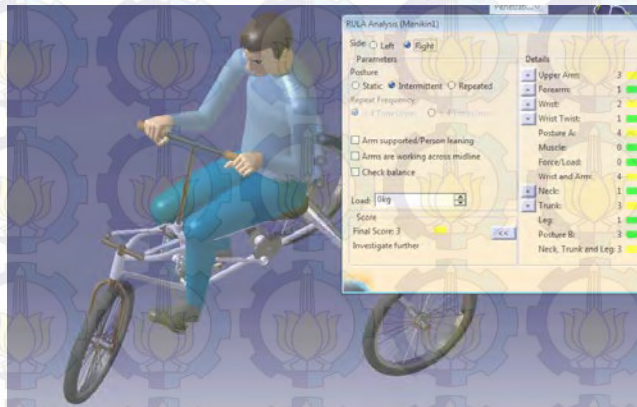 RULA Analysis (Manikin1)
Side: Left Right
Parameters
Posture
Static Intermittent Repeated
Repeat Frequency
Arm supported/Person leaning
Arms are working across midline
Check balance
Load: 0kg
Score
Final Score: 3
Investigate further
<<
Details
Upper Arm: 3
Forearm: 1
Wrist: 2
Wrist Twist: 1
Posture A: 4
Muscle: 0
Force/Load: 0
Wrist and Arm: 4
Neck: 1
Trunk: 3
Leg: 1
Posture B: 3
Neck, Trunk and Leg: 3